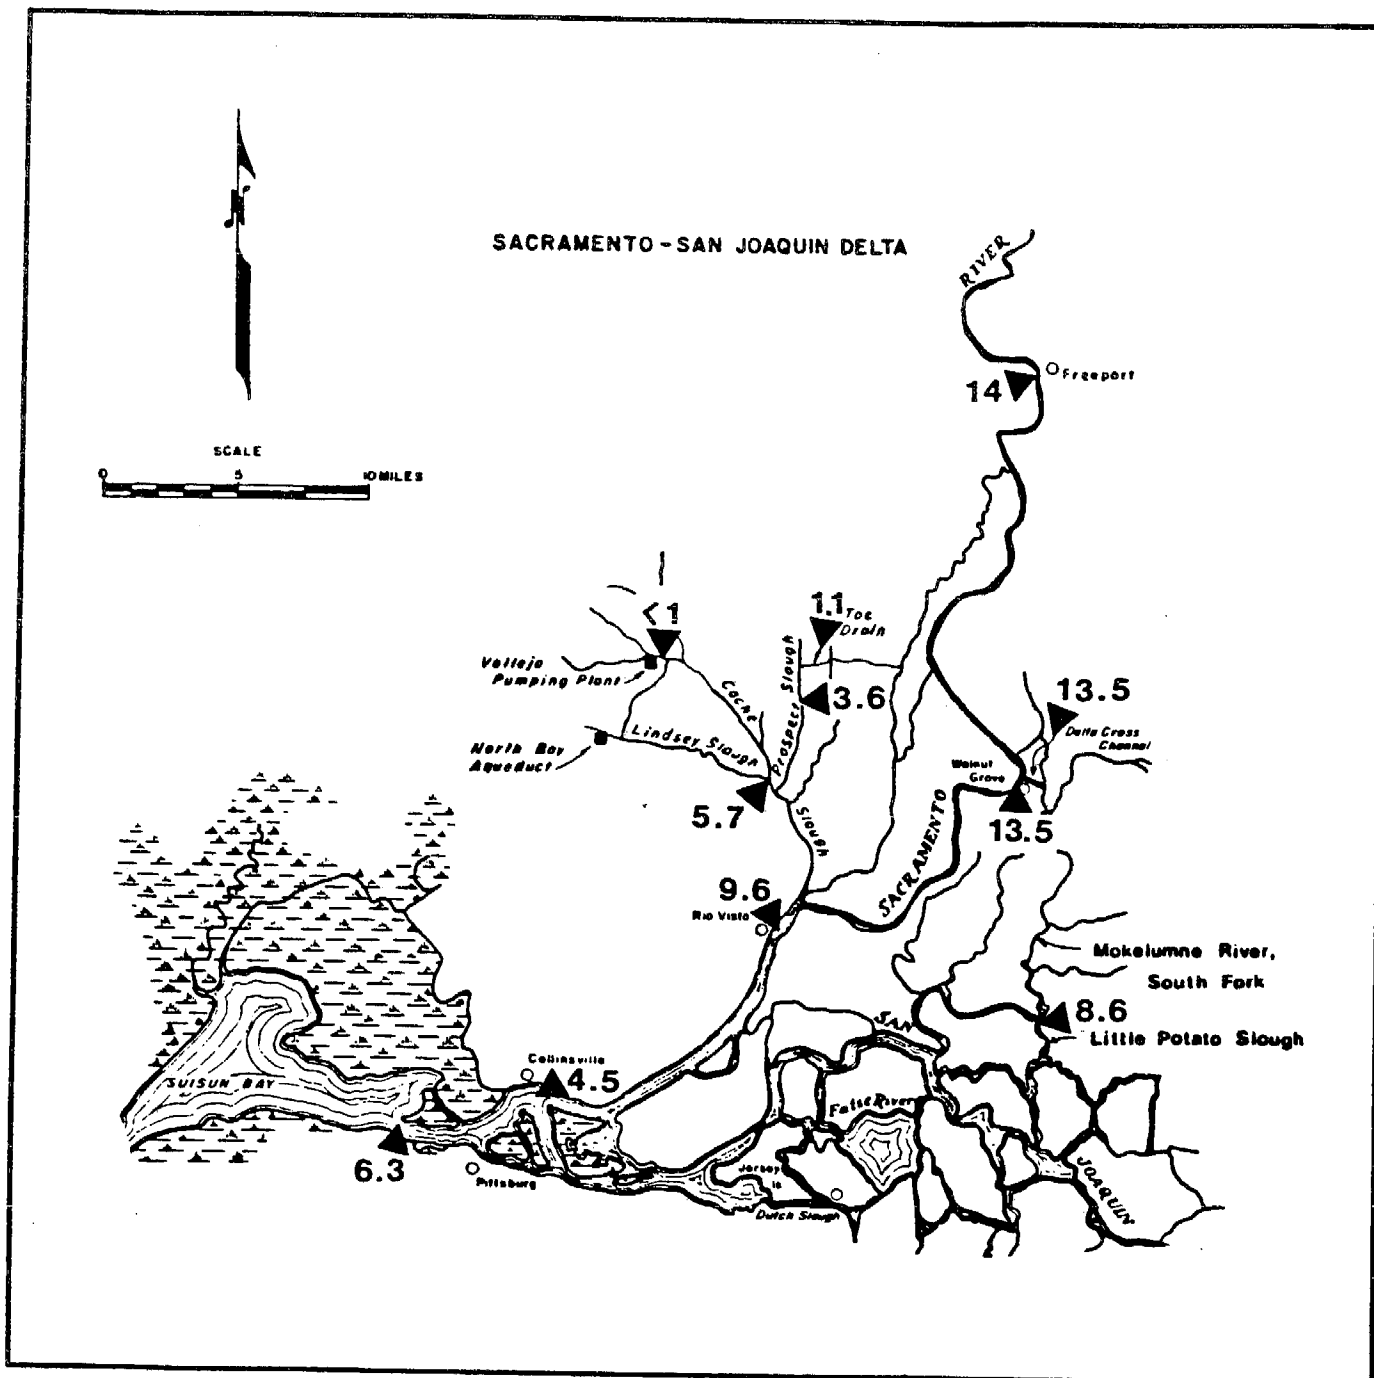 N
SACRAMENTO - SAN JOAQUIN DELTA
RIVER
Freeport
14
SCALE
0 5 10 MILES
<1
1.1
Toe
Drain
Vallejo
Pumping Plant
Cache
Prospect Slough
3.6
13.5
Delta Cross
Channel
North Bay
Aqueduct
Lindsey Slough
Walnut
Grove
5.7
Slough
SACRAMENTO
13.5
9.6
Rio Vista
Mokelumne River,
South Fork
SAN
8.6
Little Potato Slough
Collinsville
4.5
SUISUN BAY
False River
6.3
Pittsburg
Jersey
Is
JOAQUIN
Dutch Slough